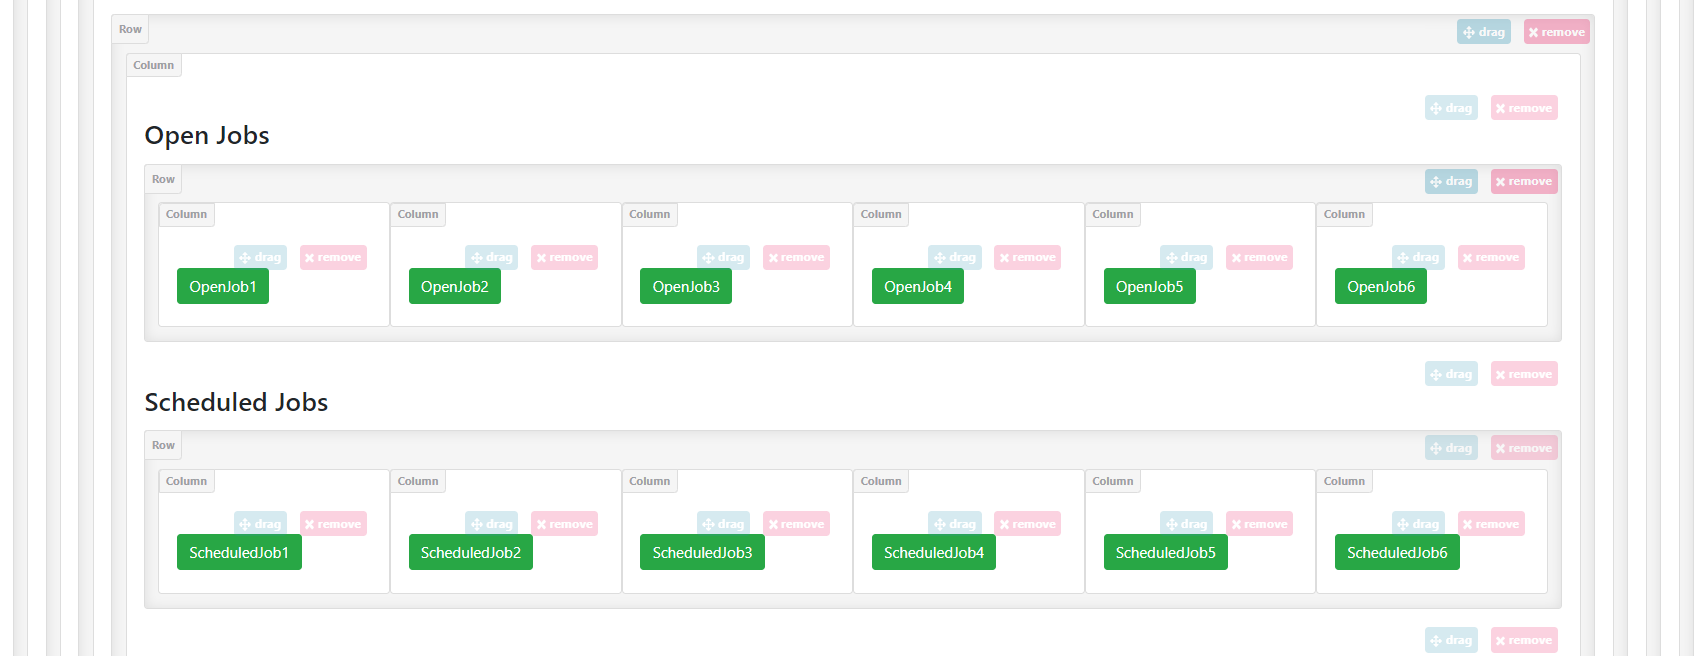 Row drag remove
Column
drag remove
Open Jobs
Row drag remove
Column Column Column Column Column Column
drag remove drag remove drag remove drag remove drag remove drag remove
OpenJob1 OpenJob2 OpenJob3 OpenJob4 OpenJob5 OpenJob6
drag remove
Scheduled Jobs
Row drag remove
Column Column Column Column Column Column
drag remove drag remove drag remove drag remove drag remove drag remove
ScheduledJob1 ScheduledJob2 ScheduledJob3 ScheduledJob4 ScheduledJob5 ScheduledJob6
drag remove